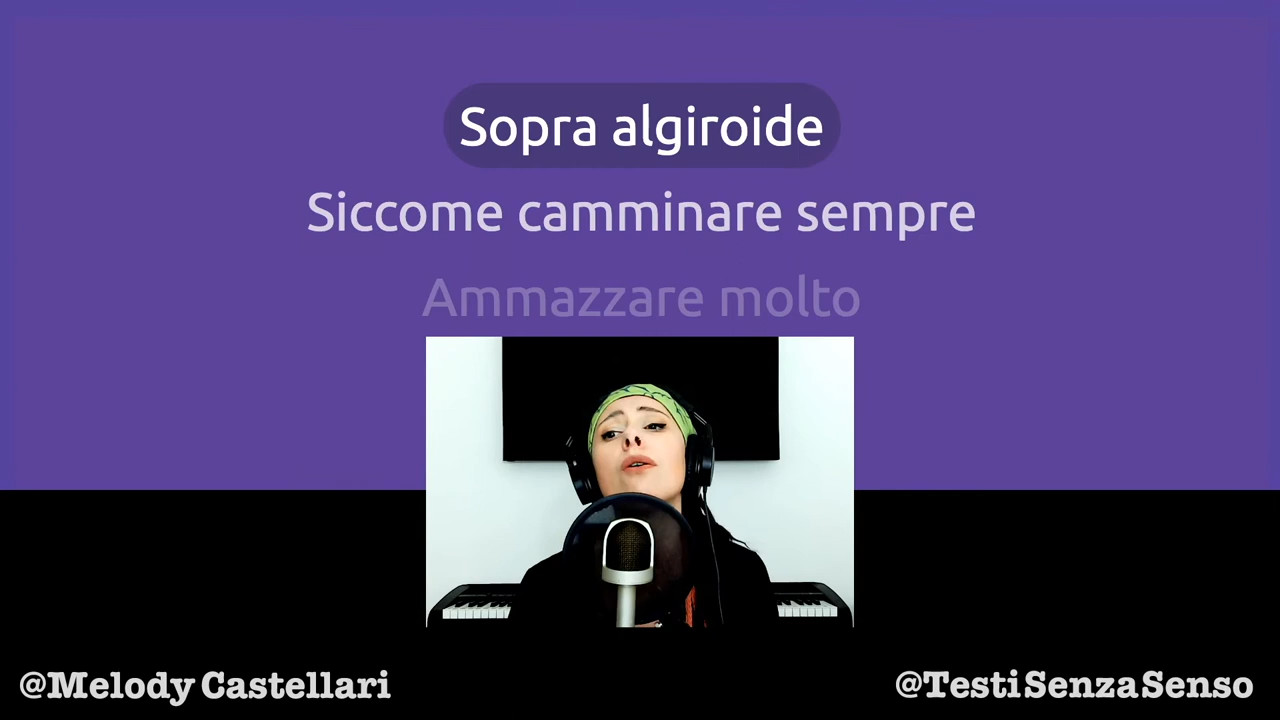 Sopra algiroide
Siccome camminare sempre
Ammazzare molto
@Melody Castellari
@TestiSenzaSenso